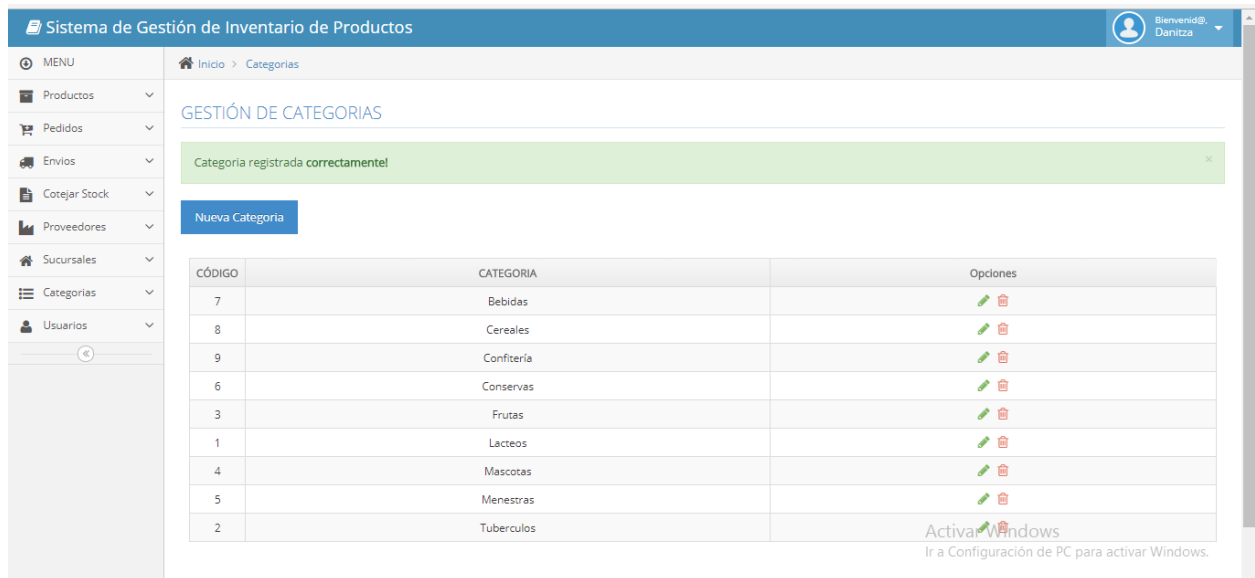 Sistema de Gestión de Inventario de Productos
Bienvenid@,
Danitza
MENU
Productos
Pedidos
Envios
Cotejar Stock
Proveedores
Sucursales
Categorias
Usuarios
Inicio > Categorias
GESTIÓN DE CATEGORIAS
Categoria registrada correctamente! ×
Nueva Categoria
CÓDIGO CATEGORIA Opciones
7 Bebidas
8 Cereales
9 Confitería
6 Conservas
3 Frutas
1 Lacteos
4 Mascotas
5 Menestras
2 Tuberculos
Activar Windows
Ir a Configuración de PC para activar Windows.